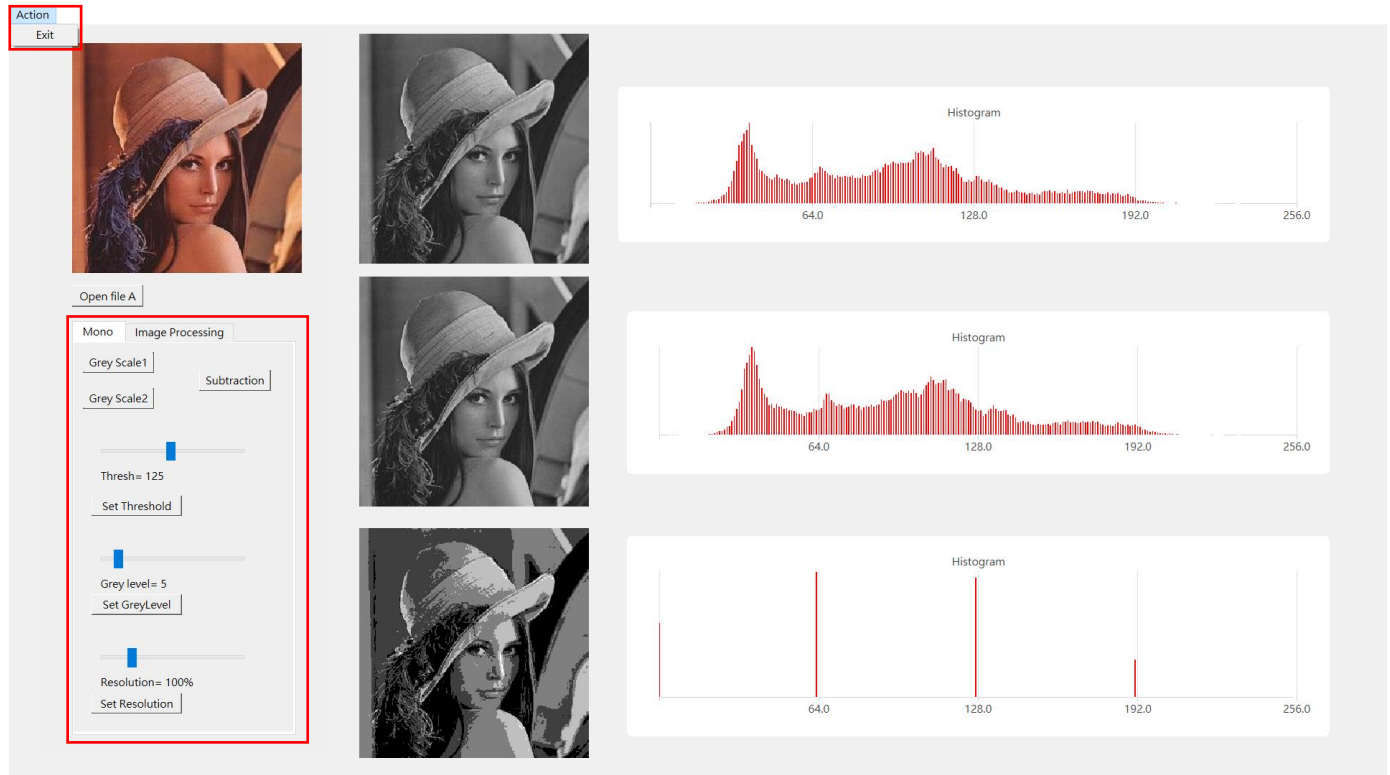 Action
Exit
Open file A
Mono Image Processing
Grey Scale1
Subtraction
Grey Scale2
Thresh= 125
Set Threshold
Grey level= 5
Set GreyLevel
Resolution= 100%
Set Resolution
Histogram
64.0 128.0 192.0 256.0
Histogram
64.0 128.0 192.0 256.0
Histogram
64.0 128.0 192.0 256.0